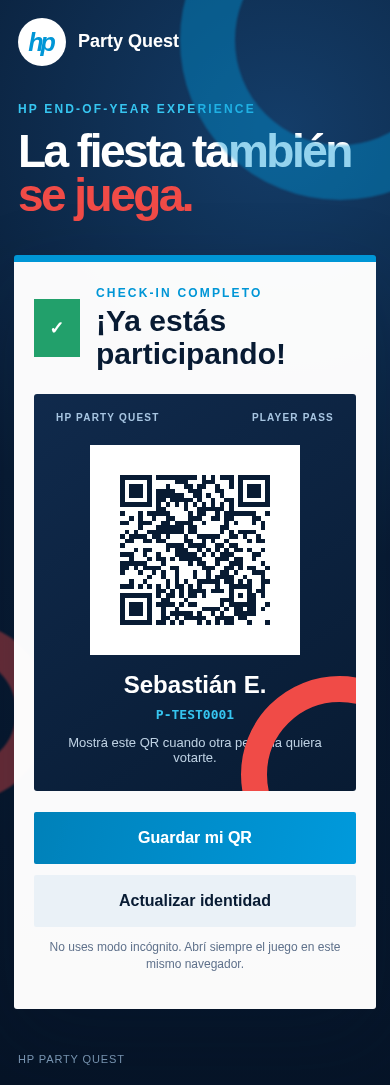 hp Party Quest
HP END-OF-YEAR EXPERIENCE
La fiesta también
se juega.
CHECK-IN COMPLETO
¡Ya estás
participando!
HP PARTY QUEST PLAYER PASS
Sebastián E.
P-TEST0001
Mostrá este QR cuando otra persona quiera
votarte.
Guardar mi QR
Actualizar identidad
No uses modo incógnito. Abrí siempre el juego en este
mismo navegador.
HP PARTY QUEST